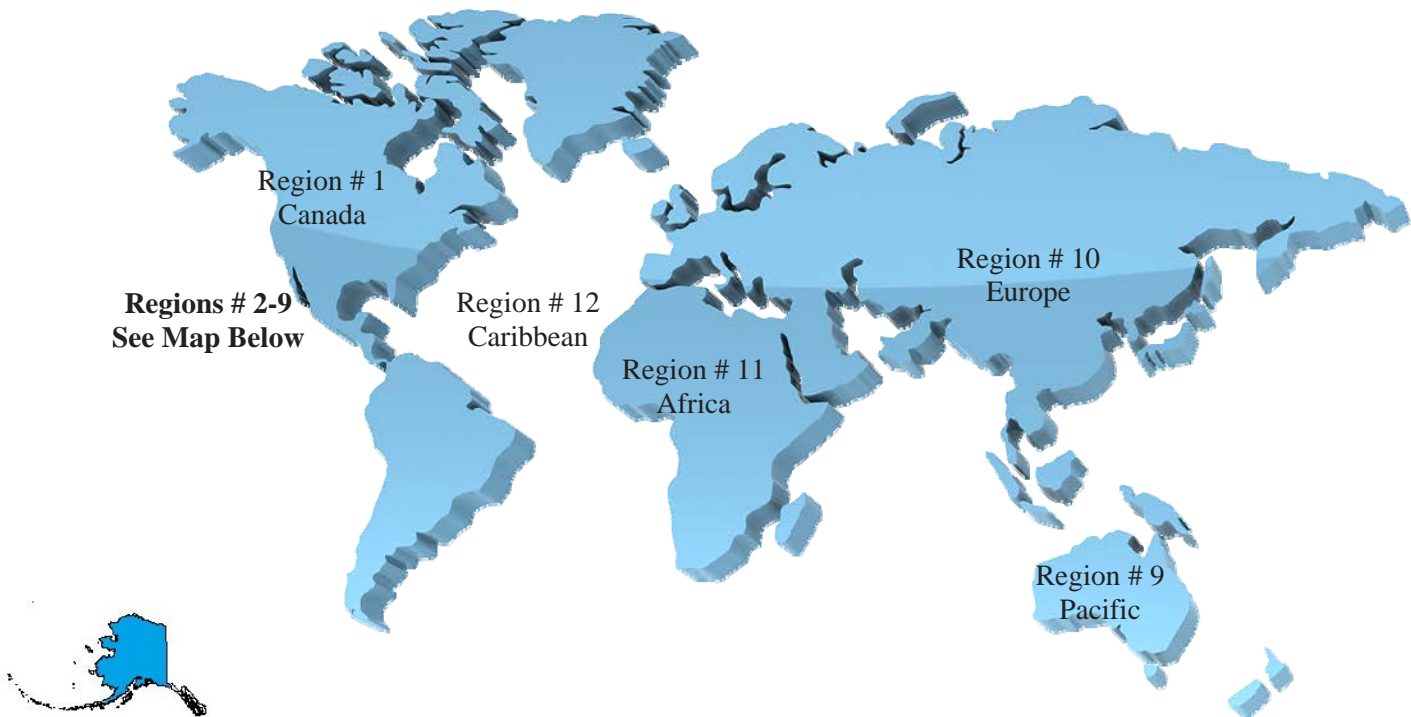 Region # 1
Canada
Regions # 2-9
See Map Below
Region # 12
Caribbean
Region # 10
Europe
Region # 11
Africa
Region # 9
Pacific